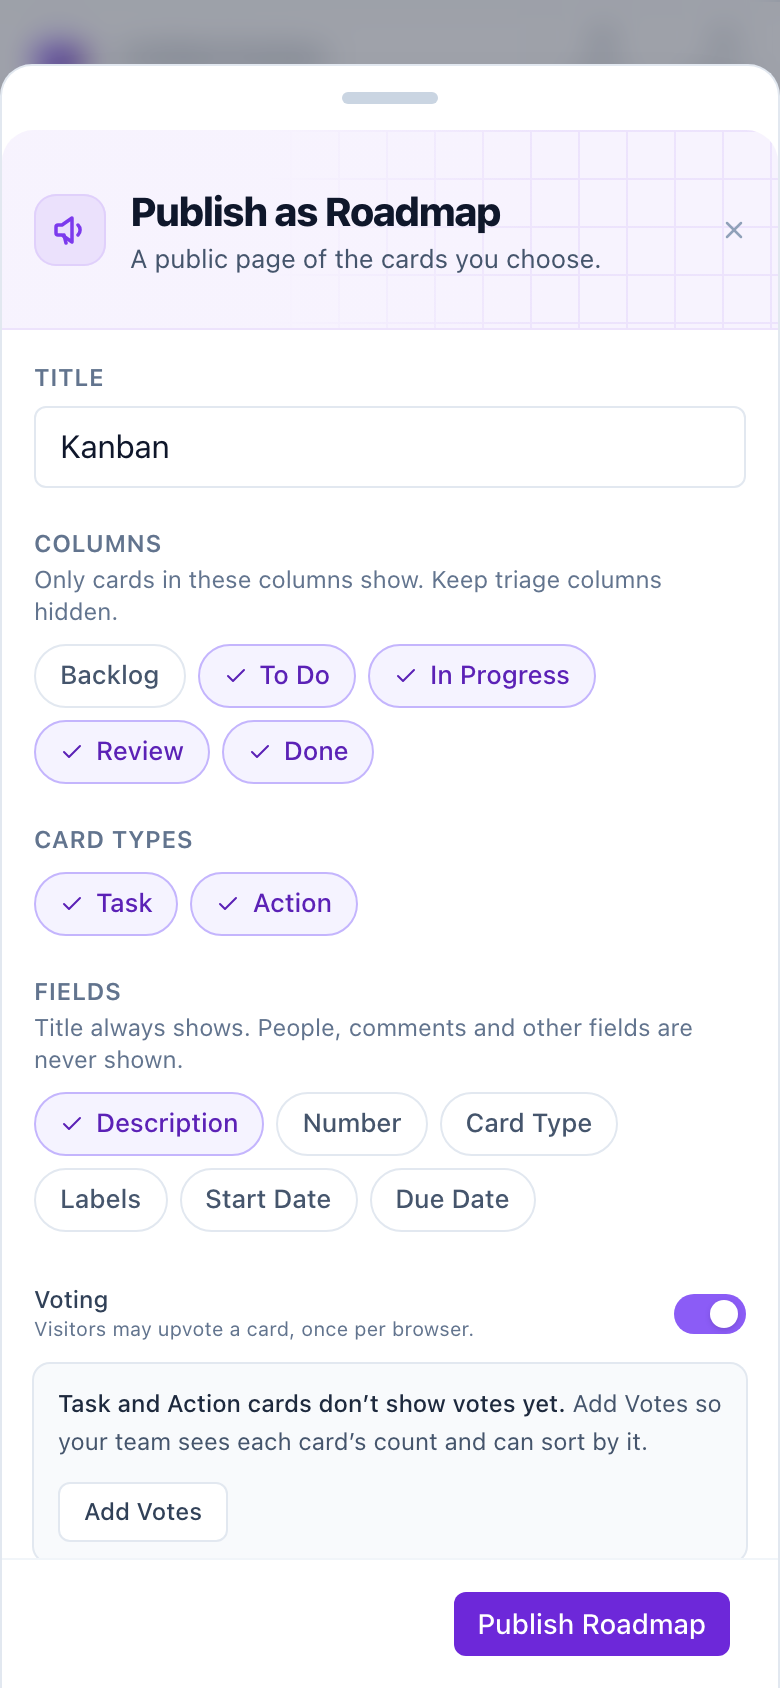 Publish as Roadmap
A public page of the cards you choose.
TITLE
Kanban
COLUMNS
Only cards in these columns show. Keep triage columns
hidden.
Backlog
To Do
In Progress
Review
Done
CARD TYPES
Task
Action
FIELDS
Title always shows. People, comments and other fields are
never shown.
Description
Number
Card Type
Labels
Start Date
Due Date
Voting
Visitors may upvote a card, once per browser.
Task and Action cards don’t show votes yet. Add Votes so
your team sees each card’s count and can sort by it.
Add Votes
Publish Roadmap